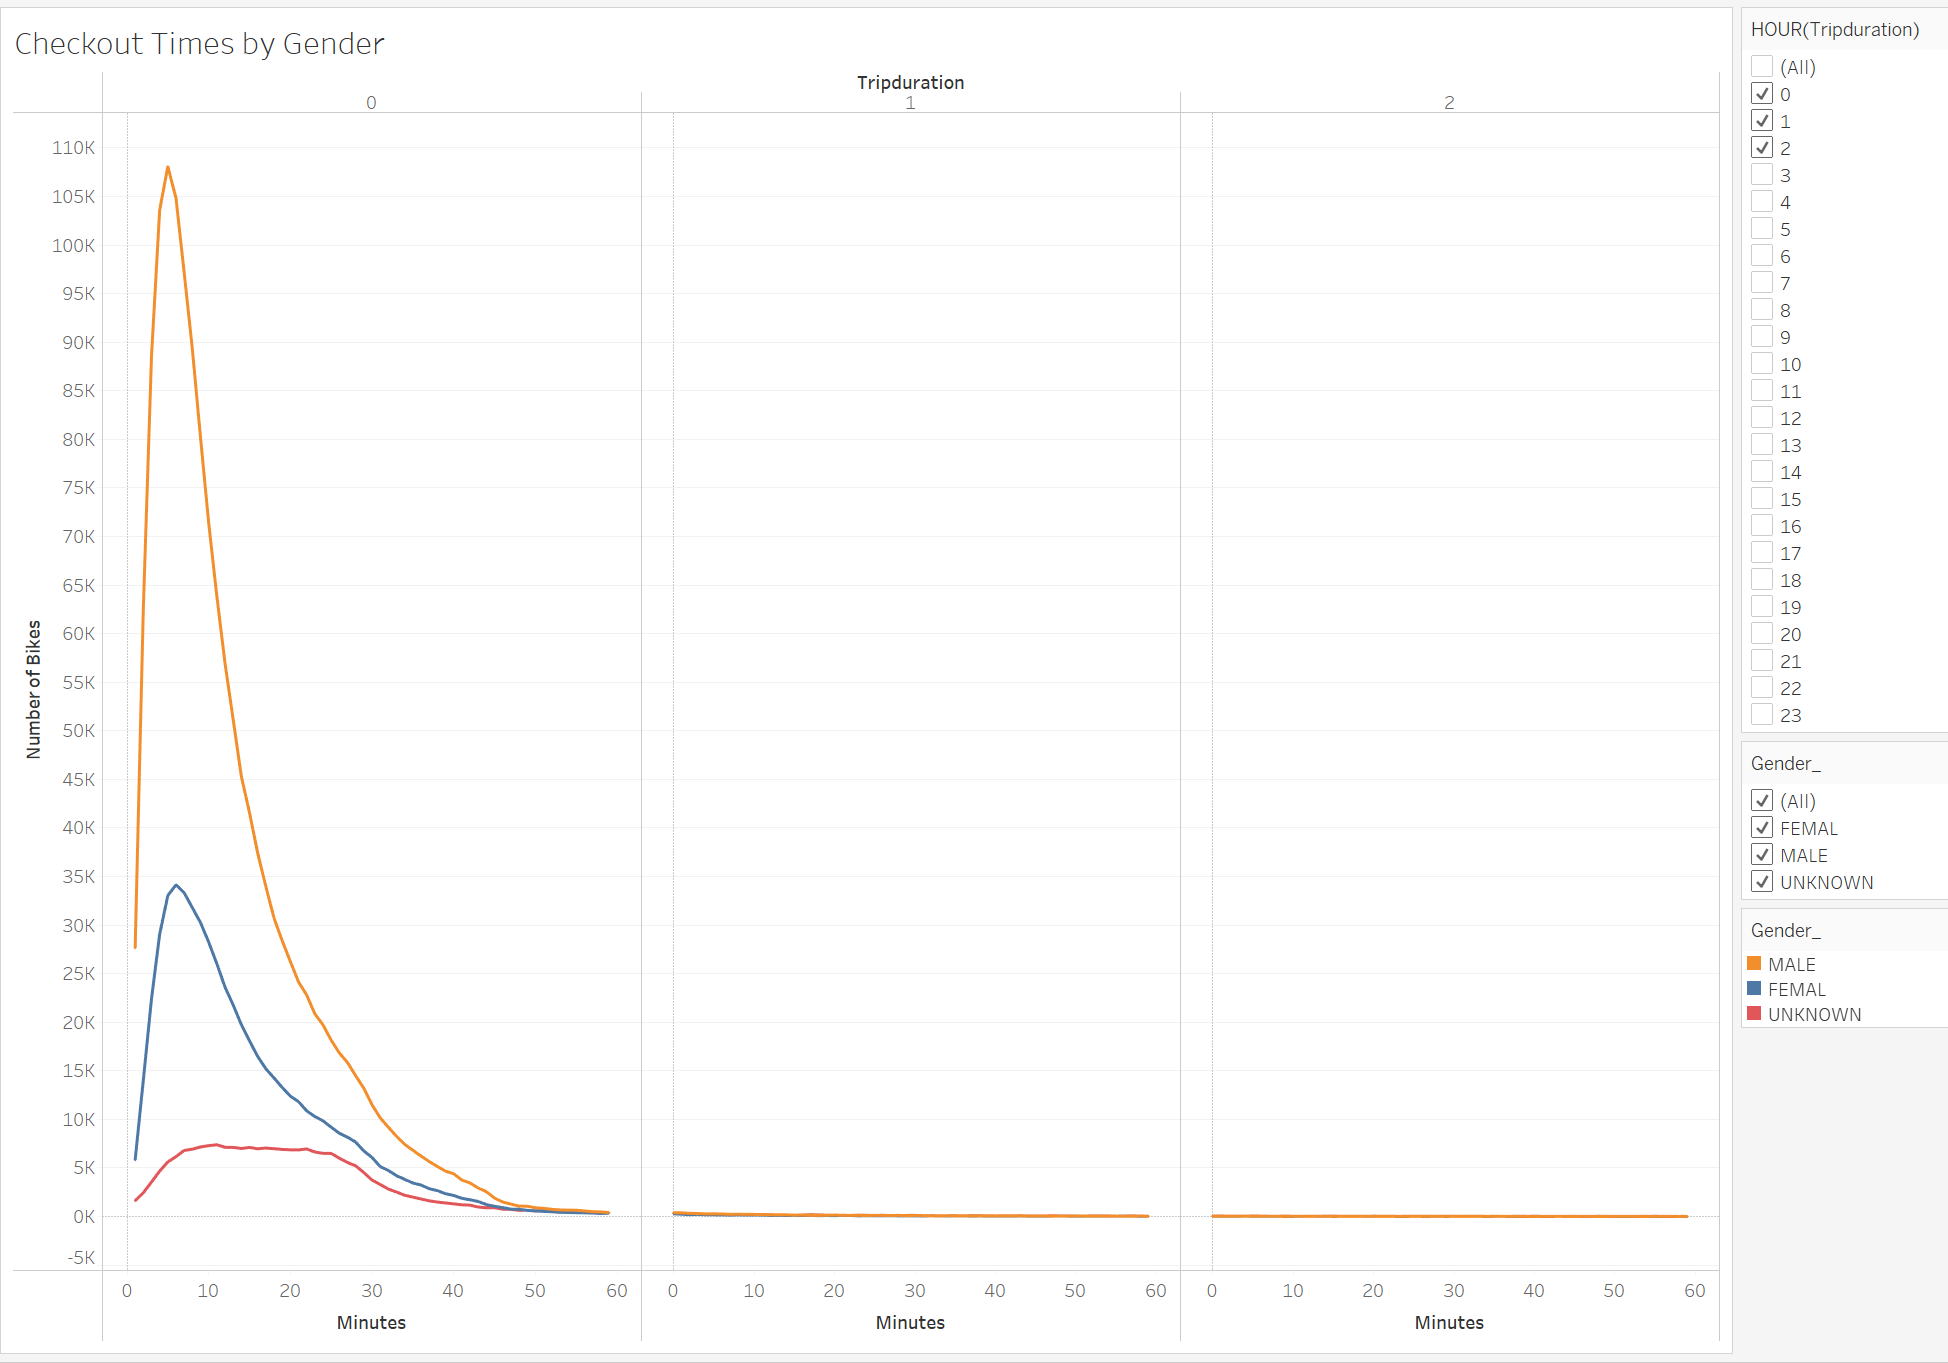 Checkout Times by Gender
Tripduration
0 1 2
110K
105K
100K
95K
90K
85K
80K
75K
70K
65K
60K
55K
50K
45K
40K
35K
30K
25K
20K
15K
10K
5K
0K
-5K
Number of Bikes
0 10 20 30 40 50 60 0 10 20 30 40 50 60 0 10 20 30 40 50 60
Minutes Minutes Minutes
HOUR(Tripduration)
(All)
0
1
2
3
4
5
6
7
8
9
10
11
12
13
14
15
16
17
18
19
20
21
22
23
Gender_
(All)
FEMAL
MALE
UNKNOWN
Gender_
MALE
FEMAL
UNKNOWN